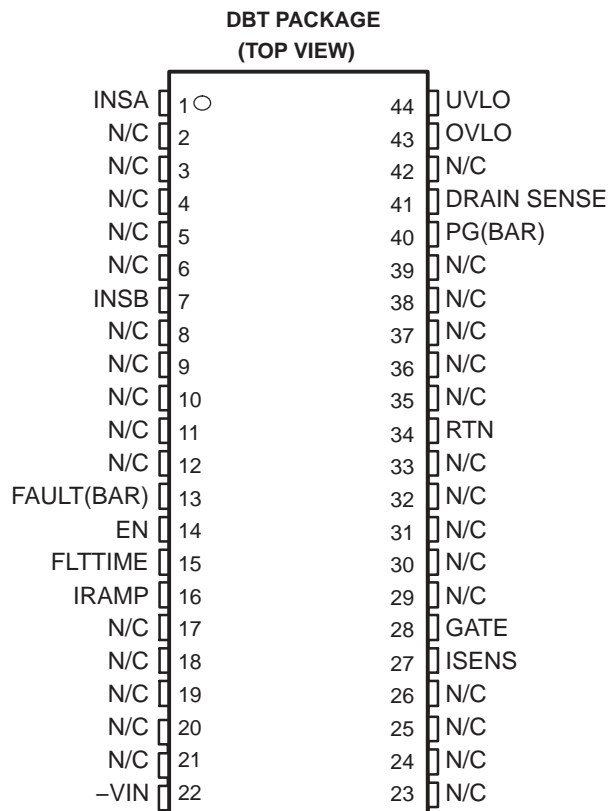 DBT PACKAGE
(TOP VIEW)
INSA 1 44 UVLO
N/C 2 43 OVLO
N/C 3 42 N/C
N/C 4 41 DRAIN SENSE
N/C 5 40 PG(BAR)
N/C 6 39 N/C
INSB 7 38 N/C
N/C 8 37 N/C
N/C 9 36 N/C
N/C 10 35 N/C
N/C 11 34 RTN
N/C 12 33 N/C
FAULT(BAR) 13 32 N/C
EN 14 31 N/C
FLTTIME 15 30 N/C
IRAMP 16 29 N/C
N/C 17 28 GATE
N/C 18 27 ISENS
N/C 19 26 N/C
N/C 20 25 N/C
N/C 21 24 N/C
–VIN 22 23 N/C